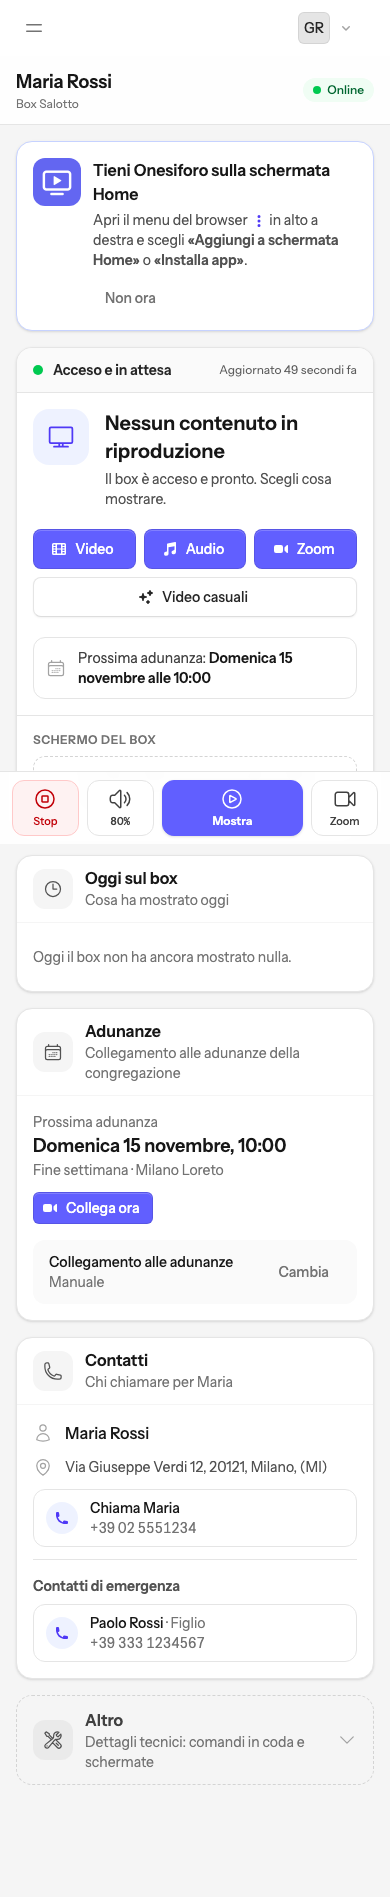 GR
Maria Rossi
Box Salotto
Online
Tieni Onesiforo sulla schermata
Home
Apri il menu del browser in alto a
destra e scegli «Aggiungi a schermata
Home» o «Installa app».
Non ora
Acceso e in attesa
Aggiornato 49 secondi fa
Nessun contenuto in
riproduzione
Il box è acceso e pronto. Scegli cosa
mostrare.
Video
Audio
Zoom
Video casuali
Prossima adunanza: Domenica 15
novembre alle 10:00
SCHERMO DEL BOX
Stop
80%
Mostra
Zoom
Oggi sul box
Cosa ha mostrato oggi
Oggi il box non ha ancora mostrato nulla.
Adunanze
Collegamento alle adunanze della
congregazione
Prossima adunanza
Domenica 15 novembre, 10:00
Fine settimana · Milano Loreto
Collega ora
Collegamento alle adunanze
Manuale
Cambia
Contatti
Chi chiamare per Maria
Maria Rossi
Via Giuseppe Verdi 12, 20121, Milano, (MI)
Chiama Maria
+39 02 5551234
Contatti di emergenza
Paolo Rossi · Figlio
+39 333 1234567
Altro
Dettagli tecnici: comandi in coda e
schermate